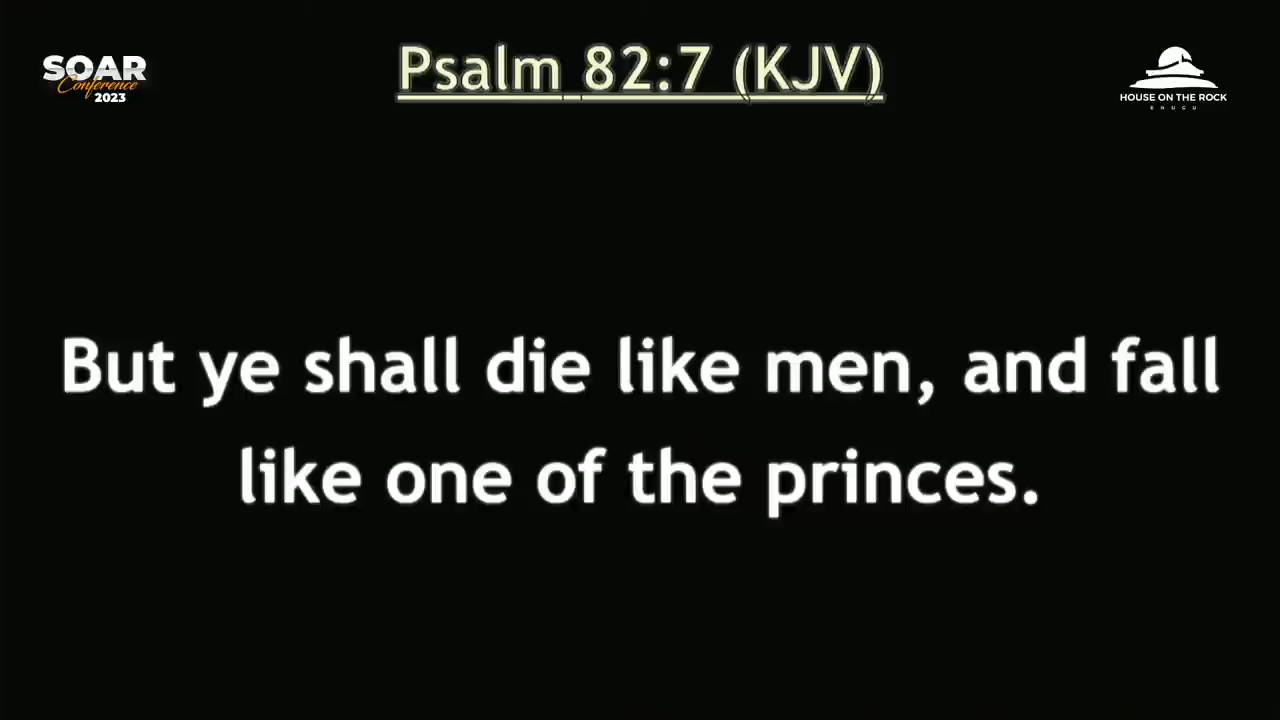 SOAR
Conference
2023
Psalm 82:7 (KJV)
HOUSE ON THE ROCK
ENUGU
But ye shall die like men, and fall
like one of the princes.